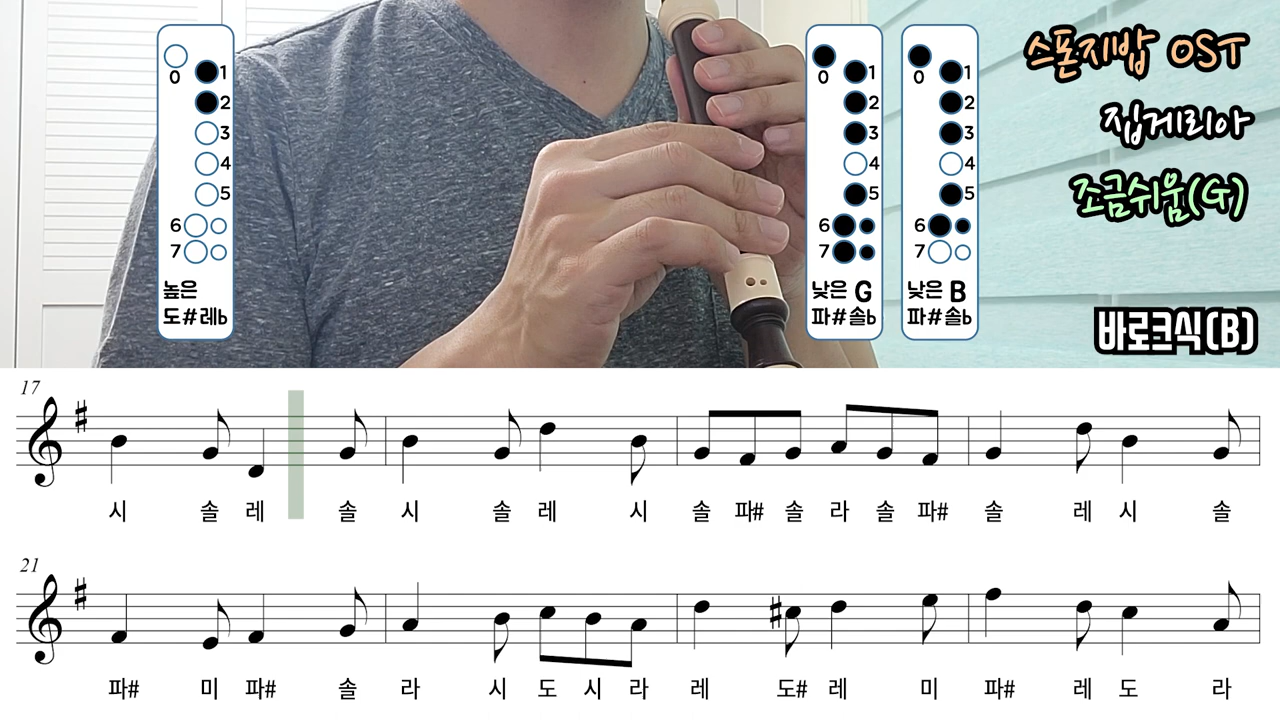 스폰지밥 OST
집게리아
조금쉬움(G)
바로크식(B)
0
1
2
3
4
5
6
7
높은
도#레b
0
1
2
3
4
5
6
7
낮은 G
파#솔b
0
1
2
3
4
5
6
7
낮은 B
파#솔b
17
시 솔 레 솔 시 솔 레 시 솔 파# 솔 라 솔 파# 솔 레 시 솔
21
파# 미 파# 솔 라 시 도 시 라 레 도# 레 미 파# 레 도 라